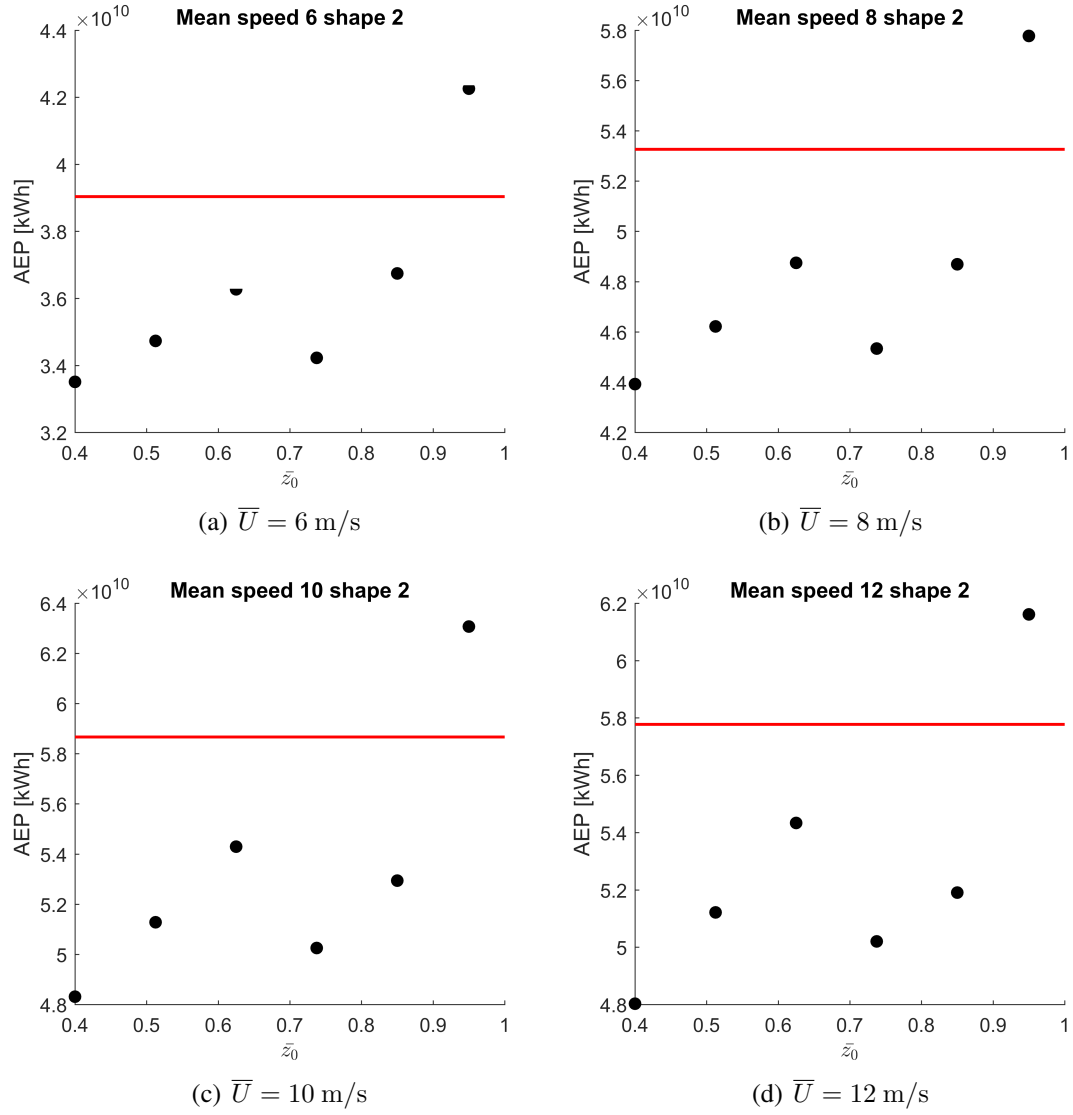 ×10^10
Mean speed 6 shape 2
4.4
4.2
4
3.8
3.6
3.4
3.2
AEP [kWh]
0.4 0.5 0.6 0.7 0.8 0.9 1
z̄₀
(a) U̅ = 6 m/s
×10^10
Mean speed 8 shape 2
5.8
5.6
5.4
5.2
5
4.8
4.6
4.4
4.2
AEP [kWh]
0.4 0.5 0.6 0.7 0.8 0.9 1
z̄₀
(b) U̅ = 8 m/s
×10^10
Mean speed 10 shape 2
6.4
6.2
6
5.8
5.6
5.4
5.2
5
4.8
AEP [kWh]
0.4 0.5 0.6 0.7 0.8 0.9 1
z̄₀
(c) U̅ = 10 m/s
×10^10
Mean speed 12 shape 2
6.2
6
5.8
5.6
5.4
5.2
5
4.8
AEP [kWh]
0.4 0.5 0.6 0.7 0.8 0.9 1
z̄₀
(d) U̅ = 12 m/s